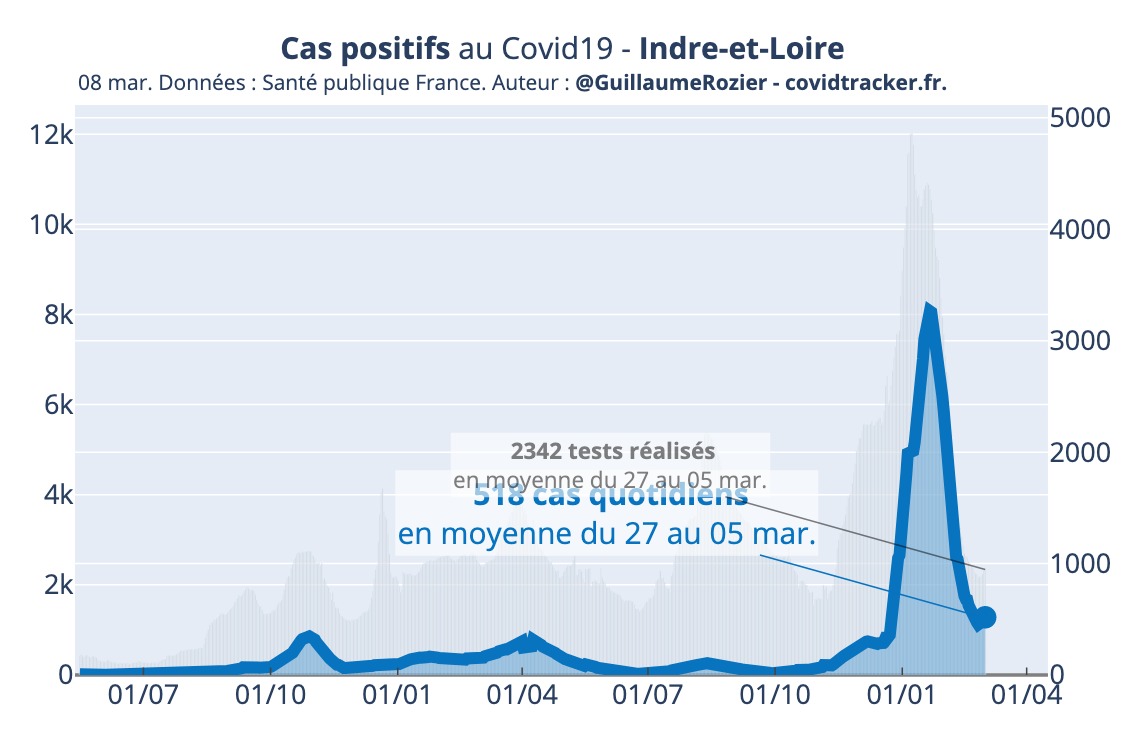 Cas positifs au Covid19 - Indre-et-Loire
08 mar. Données : Santé publique France. Auteur : @GuillaumeRozier - covidtracker.fr.
12k
10k
8k
6k
4k
2k
0
5000
4000
3000
2000
1000
0
2342 tests réalisés
en moyenne du 27 au 05 mar.
518 cas quotidiens
en moyenne du 27 au 05 mar.
01/07 01/10 01/01 01/04 01/07 01/10 01/01 01/04